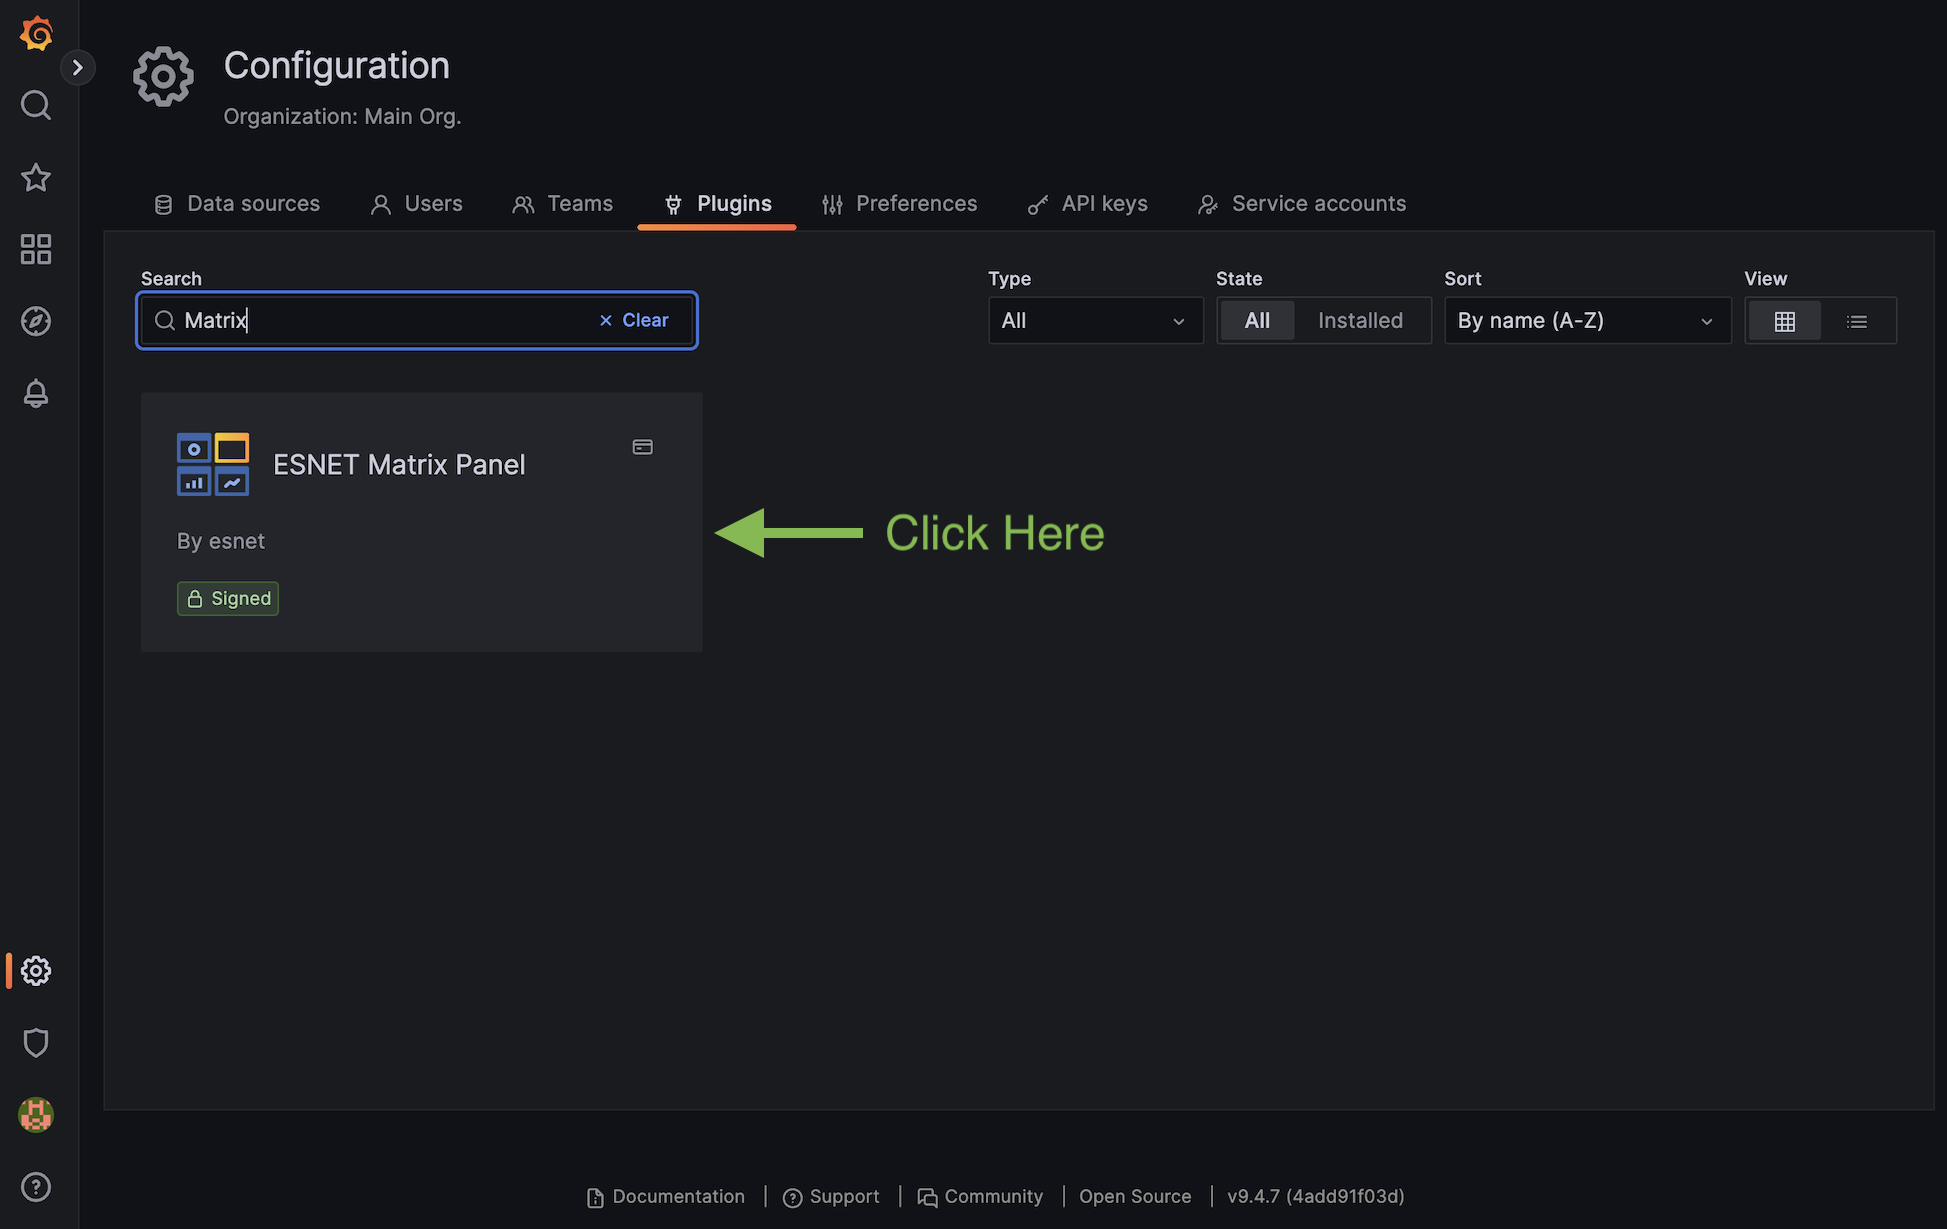 Configuration
Organization: Main Org.
Data sources
Users
Teams
Plugins
Preferences
API keys
Service accounts
Search
Type
State
Sort
View
Matrix
Clear
All
All
Installed
By name (A-Z)
ESNET Matrix Panel
Click Here
By esnet
Signed
Documentation
Support
Community
Open Source
v9.4.7 (4add91f03d)